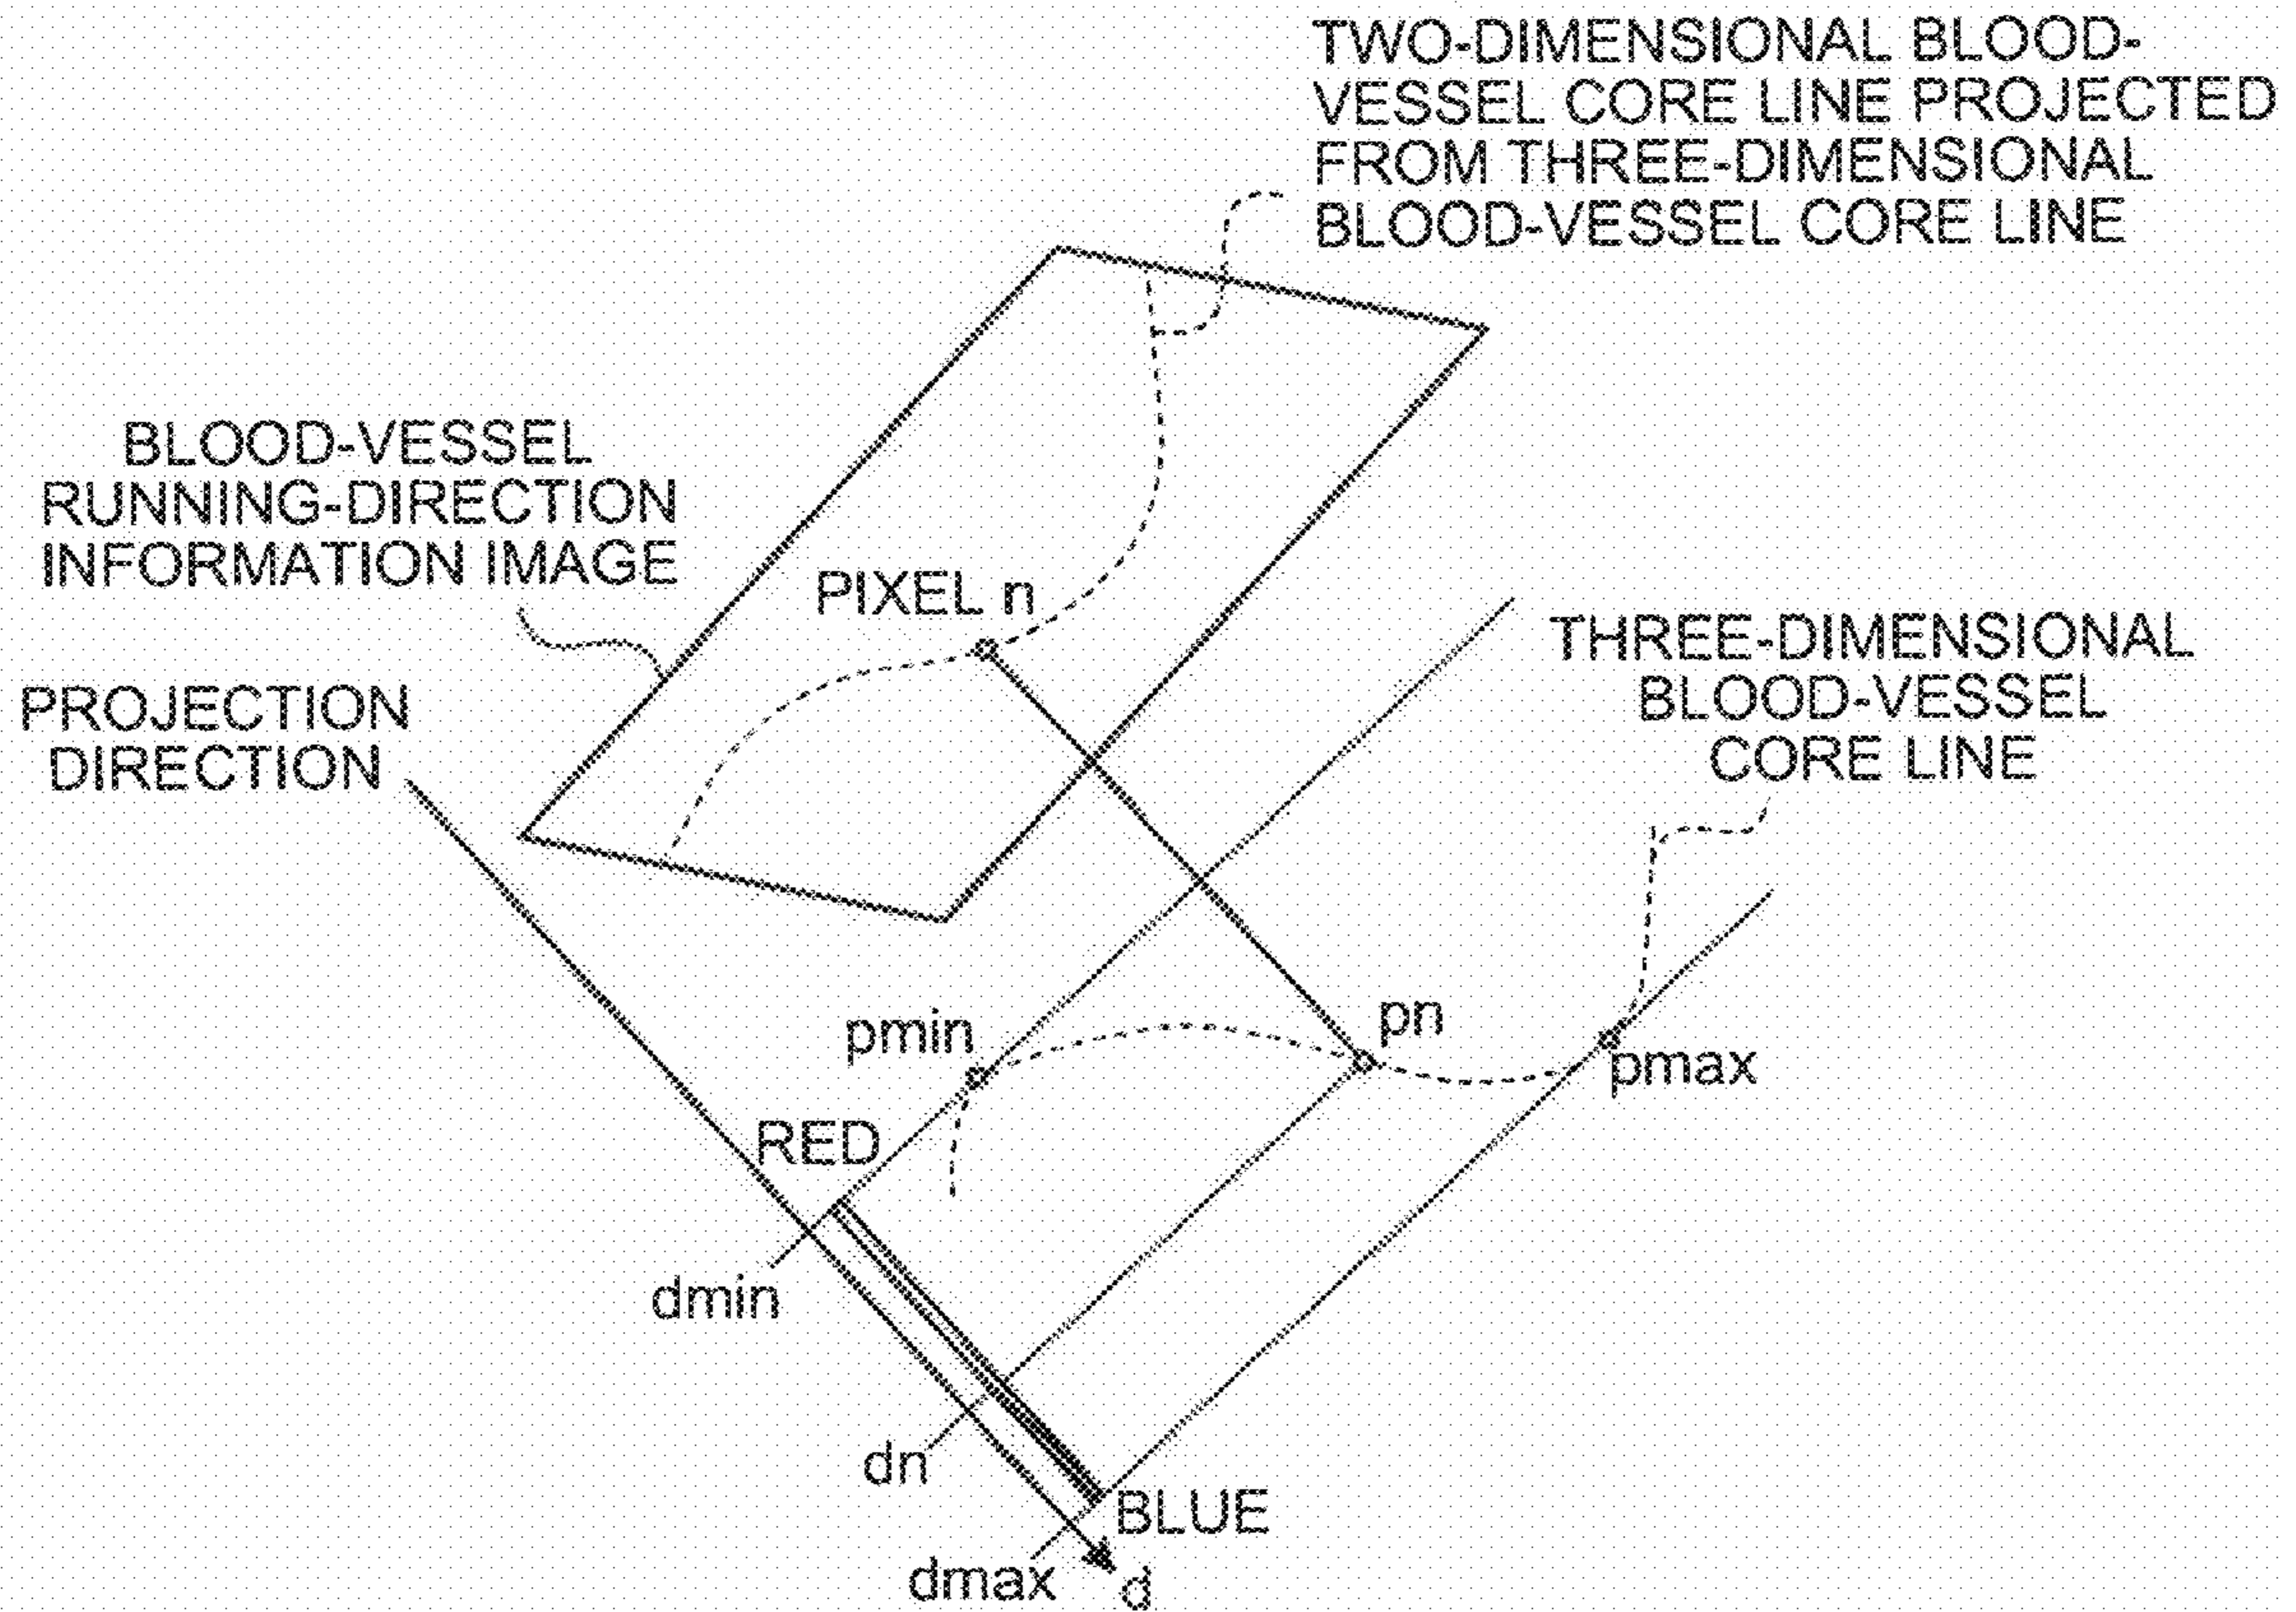 TWO-DIMENSIONAL BLOOD-
VESSEL CORE LINE PROJECTED
FROM THREE-DIMENSIONAL
BLOOD-VESSEL CORE LINE
BLOOD-VESSEL
RUNNING-DIRECTION
INFORMATION IMAGE
PIXEL n
THREE-DIMENSIONAL
BLOOD-VESSEL
CORE LINE
PROJECTION
DIRECTION
pmin
pn
pmax
RED
dmin
dn
BLUE
dmax
d